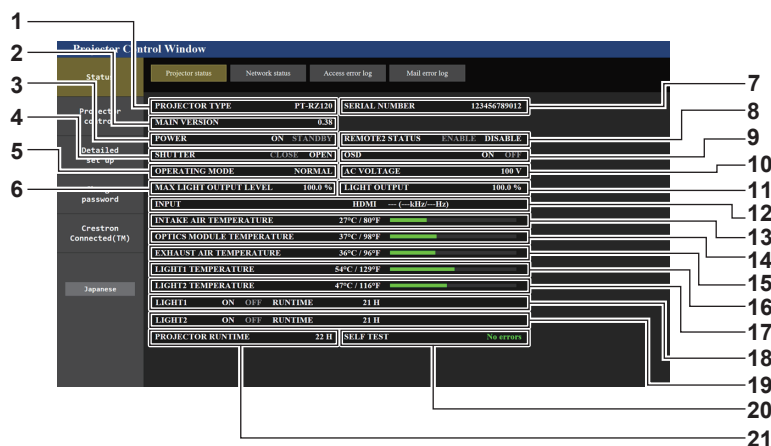 Projector Control Window
Status
Projector status Network status Access error log Mail error log
Projector control
Detailed set up
password
Crestron Connected(TM)
Japanese
PROJECTOR TYPE PT-RZ120 SERIAL NUMBER 123456789012
MAIN VERSION 0.38
POWER ON STANDBY REMOTE2 STATUS ENABLE DISABLE
SHUTTER CLOSE OPEN OSD ON OFF
OPERATING MODE NORMAL AC VOLTAGE 100 V
MAX LIGHT OUTPUT LEVEL 100.0 % LIGHT OUTPUT 100.0 %
INPUT HDMI --- (---kHz/---Hz)
INTAKE AIR TEMPERATURE 27°C / 80°F
OPTICS MODULE TEMPERATURE 37°C / 98°F
EXHAUST AIR TEMPERATURE 36°C / 96°F
LIGHT1 TEMPERATURE 54°C / 129°F
LIGHT2 TEMPERATURE 47°C / 116°F
LIGHT1 ON OFF RUNTIME 21 H
LIGHT2 ON OFF RUNTIME 21 H
PROJECTOR RUNTIME 22 H SELF TEST No errors
1
2
3
4
5
6
7
8
9
10
11
12
13
14
15
16
17
18
19
20
21